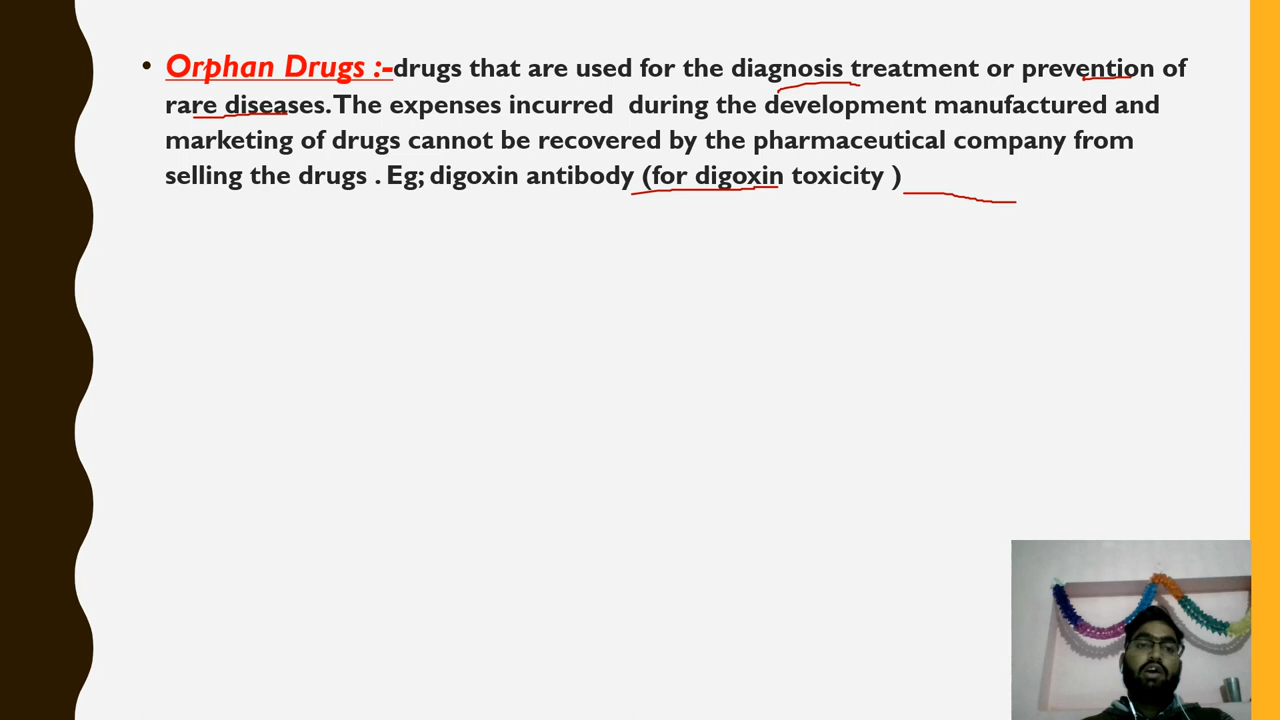 • Orphan Drugs :-drugs that are used for the diagnosis treatment or prevention of
rare diseases. The expenses incurred during the development manufactured and
marketing of drugs cannot be recovered by the pharmaceutical company from
selling the drugs . Eg; digoxin antibody (for digoxin toxicity )